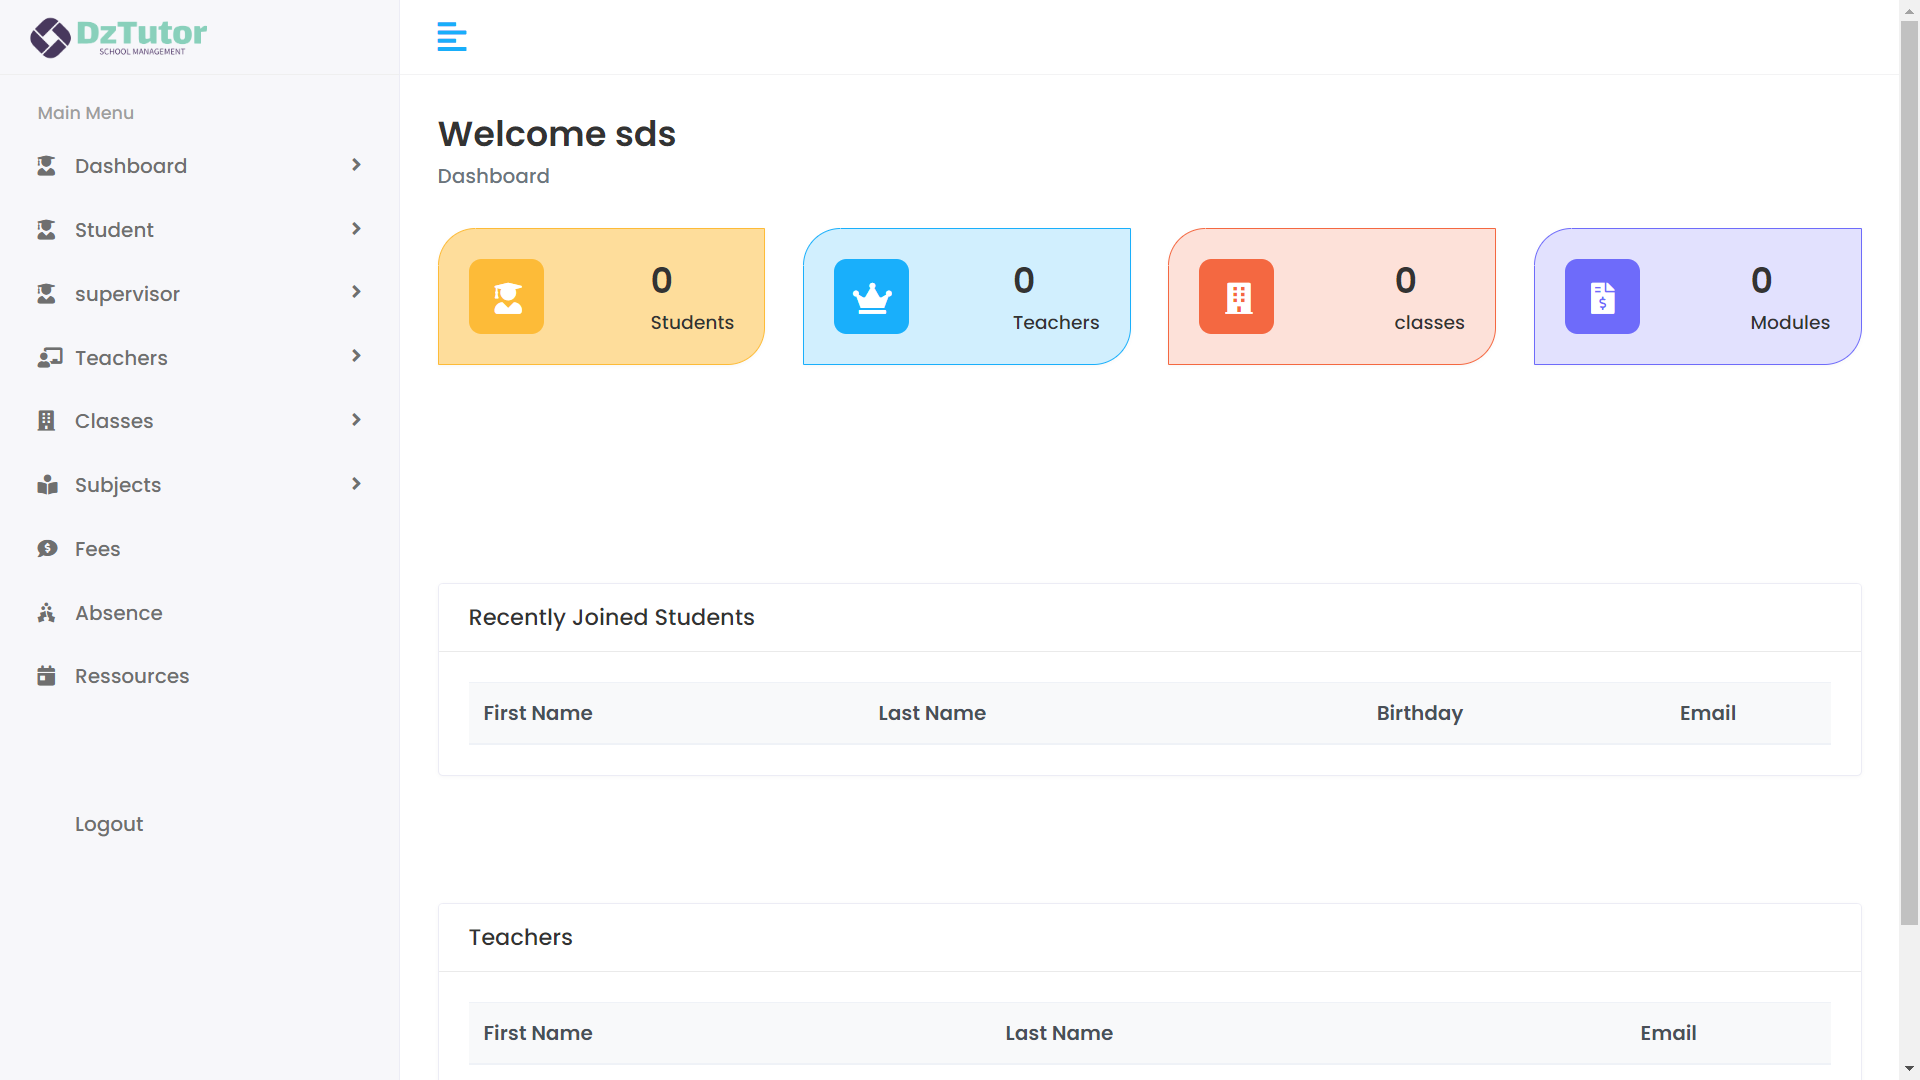 DzTutor
SCHOOL MANAGEMENT
Main Menu
Dashboard
Student
supervisor
Teachers
Classes
Subjects
Fees
Absence
Ressources
Logout
Welcome sds
Dashboard
0
Students
0
Teachers
0
classes
0
Modules
Recently Joined Students
First Name Last Name Birthday Email
Teachers
First Name Last Name Email